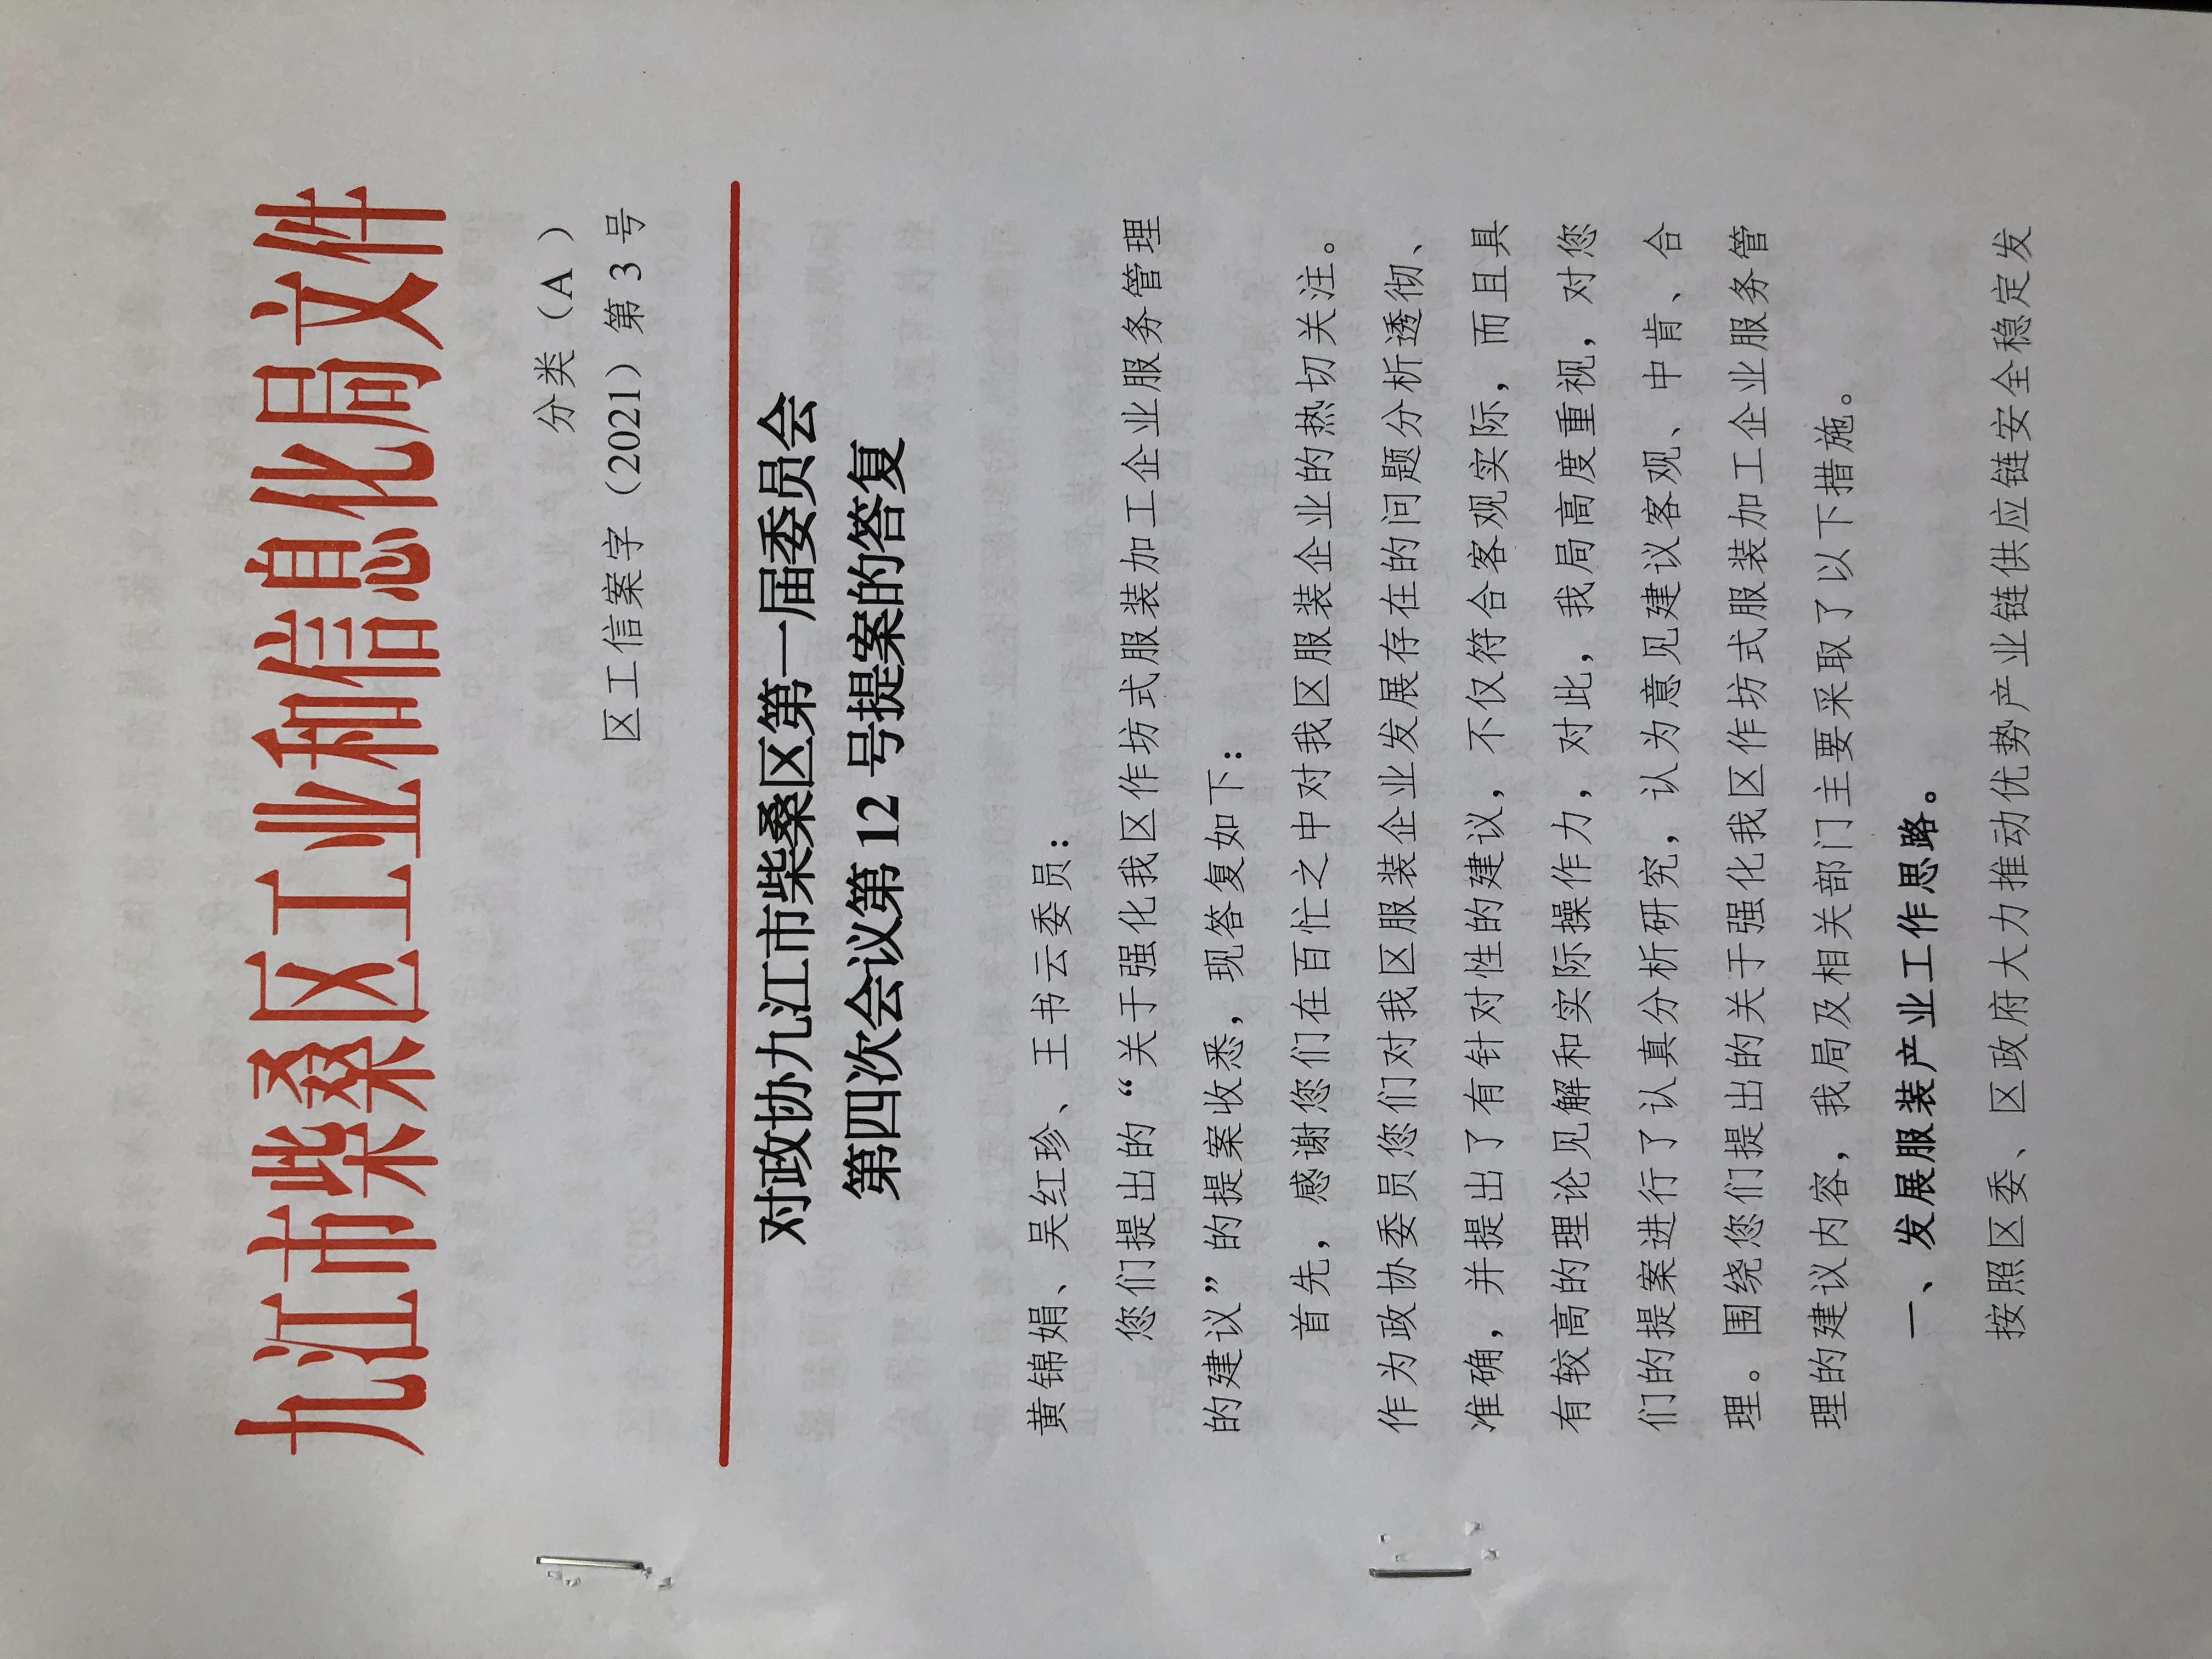 九江市柴桑区工业和信息化局文件
分类（A）
区工信案字（2021）第 3 号
对政协九江市柴桑区第一届委员会
第四次会议第 12 号提案的答复
黄锦娟、吴红珍、王书云委员：
您们提出的“关于强化我区作坊式服装加工企业服务管理
的建议”的提案收悉，现答复如下：
首先，感谢您们在百忙之中对我区服装企业的热切关注。
作为政协委员您们对我区服装企业发展存在的问题分析透彻、
准确，并提出了有针对性的建议，不仅符合客观实际，而且具
有较高的理论见解和实际操作力，对此，我局高度重视，对您
们的提案进行了认真分析研究，认为意见建议客观、中肯、合
理。围绕您们提出的关于强化我区作坊式服装加工企业服务管
理的建议内容，我局及相关部门主要采取了以下措施。
一、发展服装产业工作思路。
按照区委、区政府大力推动优势产业链供应链安全稳定发